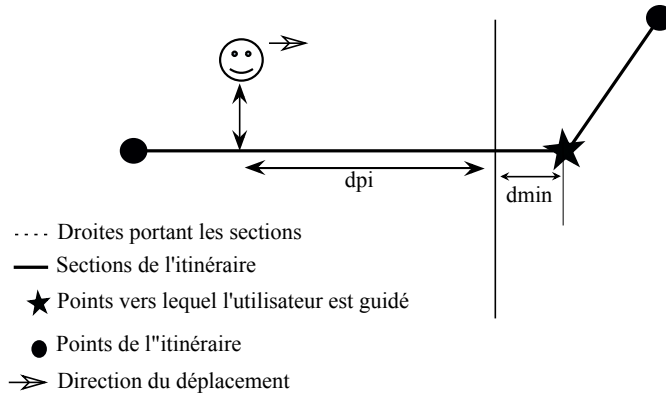 dpi
dmin
Droites portant les sections
Sections de l'itinéraire
Points vers lequel l'utilisateur est guidé
Points de l''itinéraire
Direction du déplacement